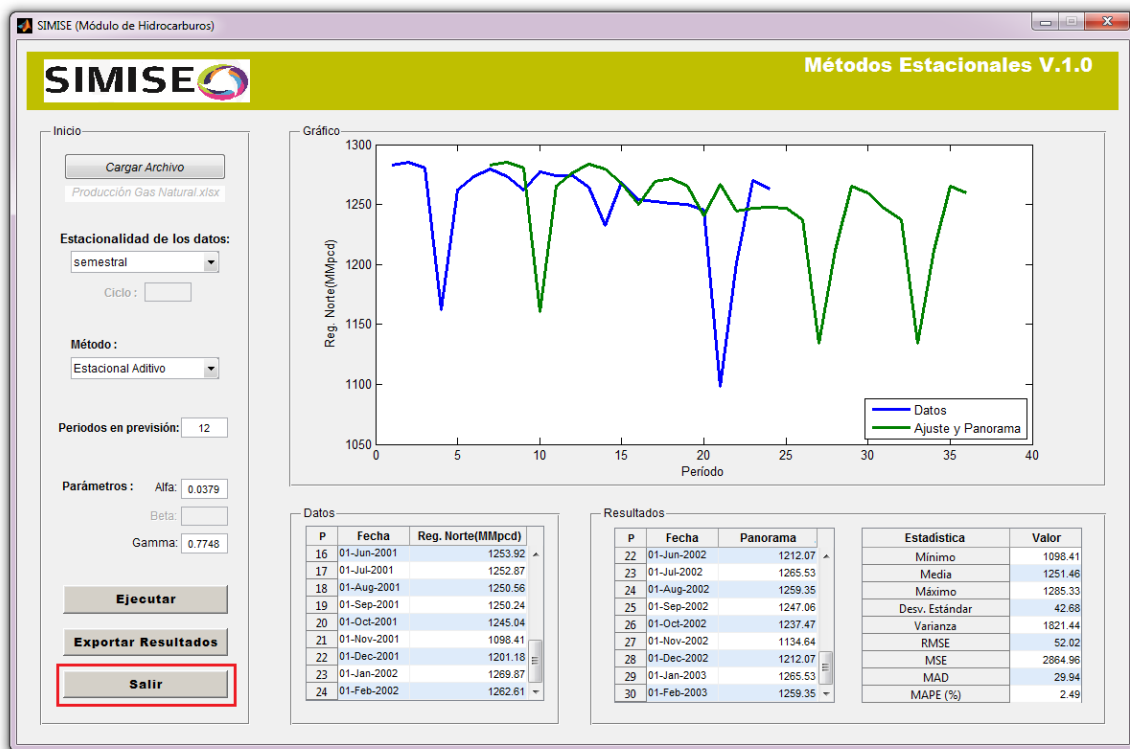 SIMISE (Módulo de Hidrocarburos)
SIMISE
Métodos Estacionales V.1.0
Inicio
Cargar Archivo
Producción Gas Natural.xlsx
Estacionalidad de los datos:
semestral
Ciclo :
Método :
Estacional Aditivo
Periodos en previsión: 12
Parámetros : Alfa: 0.0379
Beta:
Gamma: 0.7748
Ejecutar
Exportar Resultados
Salir
Gráfico
1300
1250
1200
1150
1100
1050
Reg. Norte(MMpcd)
0 5 10 15 20 25 30 35 40
Período
Datos
Ajuste y Panorama
Datos
P Fecha Reg. Norte(MMpcd)
16 01-Jun-2001 1253.92
17 01-Jul-2001 1252.87
18 01-Aug-2001 1250.56
19 01-Sep-2001 1250.24
20 01-Oct-2001 1245.04
21 01-Nov-2001 1098.41
22 01-Dec-2001 1201.18
23 01-Jan-2002 1269.87
24 01-Feb-2002 1262.61
Resultados
P Fecha Panorama
22 01-Jun-2002 1212.07
23 01-Jul-2002 1265.53
24 01-Aug-2002 1259.35
25 01-Sep-2002 1247.06
26 01-Oct-2002 1237.47
27 01-Nov-2002 1134.64
28 01-Dec-2002 1212.07
29 01-Jan-2003 1265.53
30 01-Feb-2003 1259.35
Estadistica Valor
Mínimo 1098.41
Media 1251.46
Máximo 1285.33
Desv. Estándar 42.68
Varianza 1821.44
RMSE 52.02
MSE 2864.96
MAD 29.94
MAPE (%) 2.49